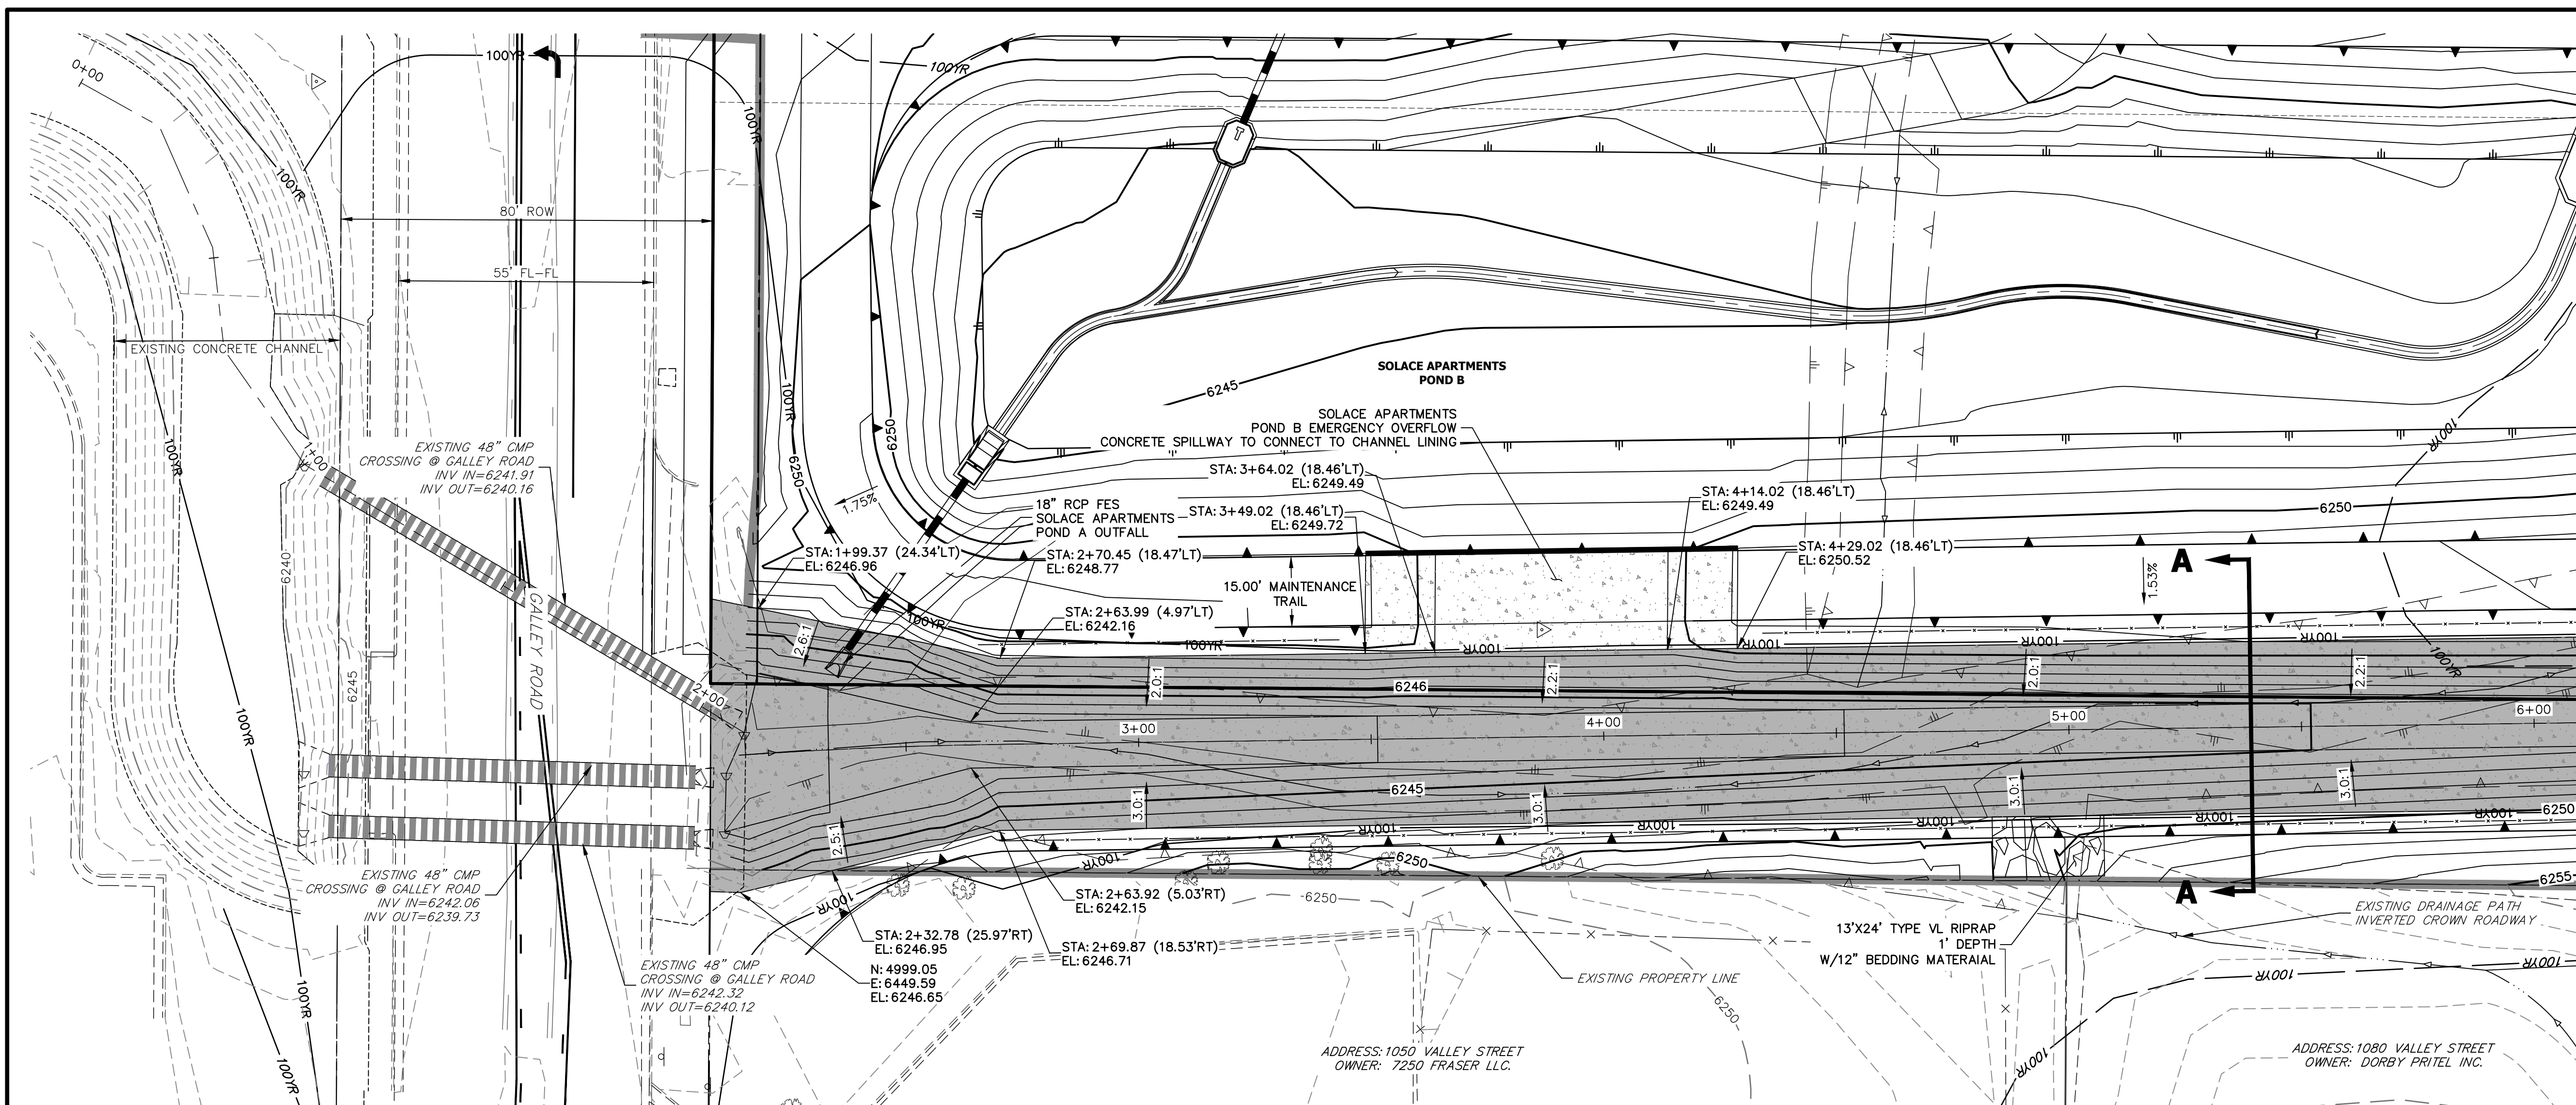 0+00
100YR
100YR
100YR
100YR
80' ROW
55' FL-FL
EXISTING CONCRETE CHANNEL
100YR
100YR
6250
6250
6245
SOLACE APARTMENTS
POND B
SOLACE APARTMENTS
POND B EMERGENCY OVERFLOW
CONCRETE SPILLWAY TO CONNECT TO CHANNEL LINING
100YR
1+00
EXISTING 48" CMP
CROSSING @ GALLEY ROAD
INV IN=6241.91
INV OUT=6240.16
STA: 3+64.02 (18.46'LT)
EL: 6249.49
STA: 4+14.02 (18.46'LT)
EL: 6249.49
6250
1.75%
18" RCP FES
SOLACE APARTMENTS
POND A OUTFALL
STA: 3+49.02 (18.46'LT)
EL: 6249.72
STA: 1+99.37 (24.34'LT)
EL: 6246.96
STA: 2+70.45 (18.47'LT)
EL: 6248.77
STA: 4+29.02 (18.46'LT)
EL: 6250.52
A
1.53%
15.00' MAINTENANCE
TRAIL
6240
GALLEY ROAD
STA: 2+63.99 (4.97'LT)
EL: 6242.16
100YR
100YR
100YR
100YR
100YR
100YR
100YR
2.6:1
2.0:1
2.2:1
2.0:1
2.2:1
6245
2+00
6246
3+00
4+00
5+00
6+00
100YR
6245
3.0:1
3.0:1
3.0:1
3.0:1
2.5:1
100YR
100YR
100YR
100YR
100YR
6250
100YR
6250
6255
A
EXISTING 48" CMP
CROSSING @ GALLEY ROAD
INV IN=6242.06
INV OUT=6239.73
100YR
STA: 2+63.92 (5.03'RT)
EL: 6242.15
6250
EXISTING DRAINAGE PATH
INVERTED CROWN ROADWAY
STA: 2+32.78 (25.97'RT)
EL: 6246.95
STA: 2+69.87 (18.53'RT)
EL: 6246.71
13'X24' TYPE VL RIPRAP
1' DEPTH
W/12" BEDDING MATERAIAL
EXISTING 48" CMP
CROSSING @ GALLEY ROAD
INV IN=6242.32
INV OUT=6240.12
N: 4999.05
E: 6449.59
EL: 6246.65
EXISTING PROPERTY LINE
100YR
100YR
100YR
6250
100YR
100YR
ADDRESS: 1050 VALLEY STREET
OWNER: 7250 FRASER LLC.
ADDRESS: 1080 VALLEY STREET
OWNER: DORBY PRITEL INC.